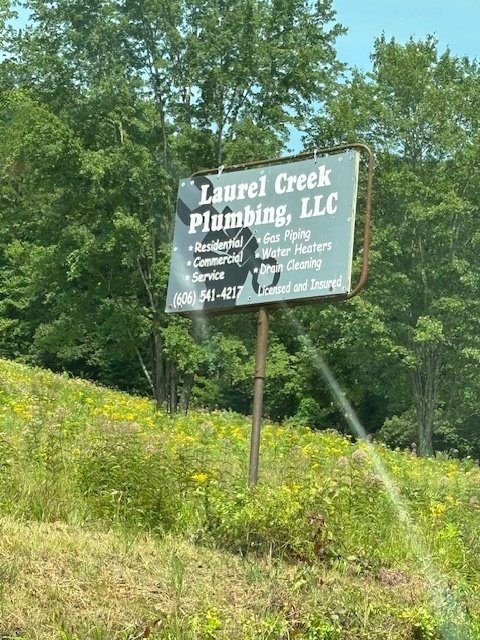 Laurel Creek
Plumbing, LLC
★ Residential ★ Gas Piping
★ Commercial ★ Water Heaters
★ Service ★ Drain Cleaning
(606) 541-4217 Licensed and Insured